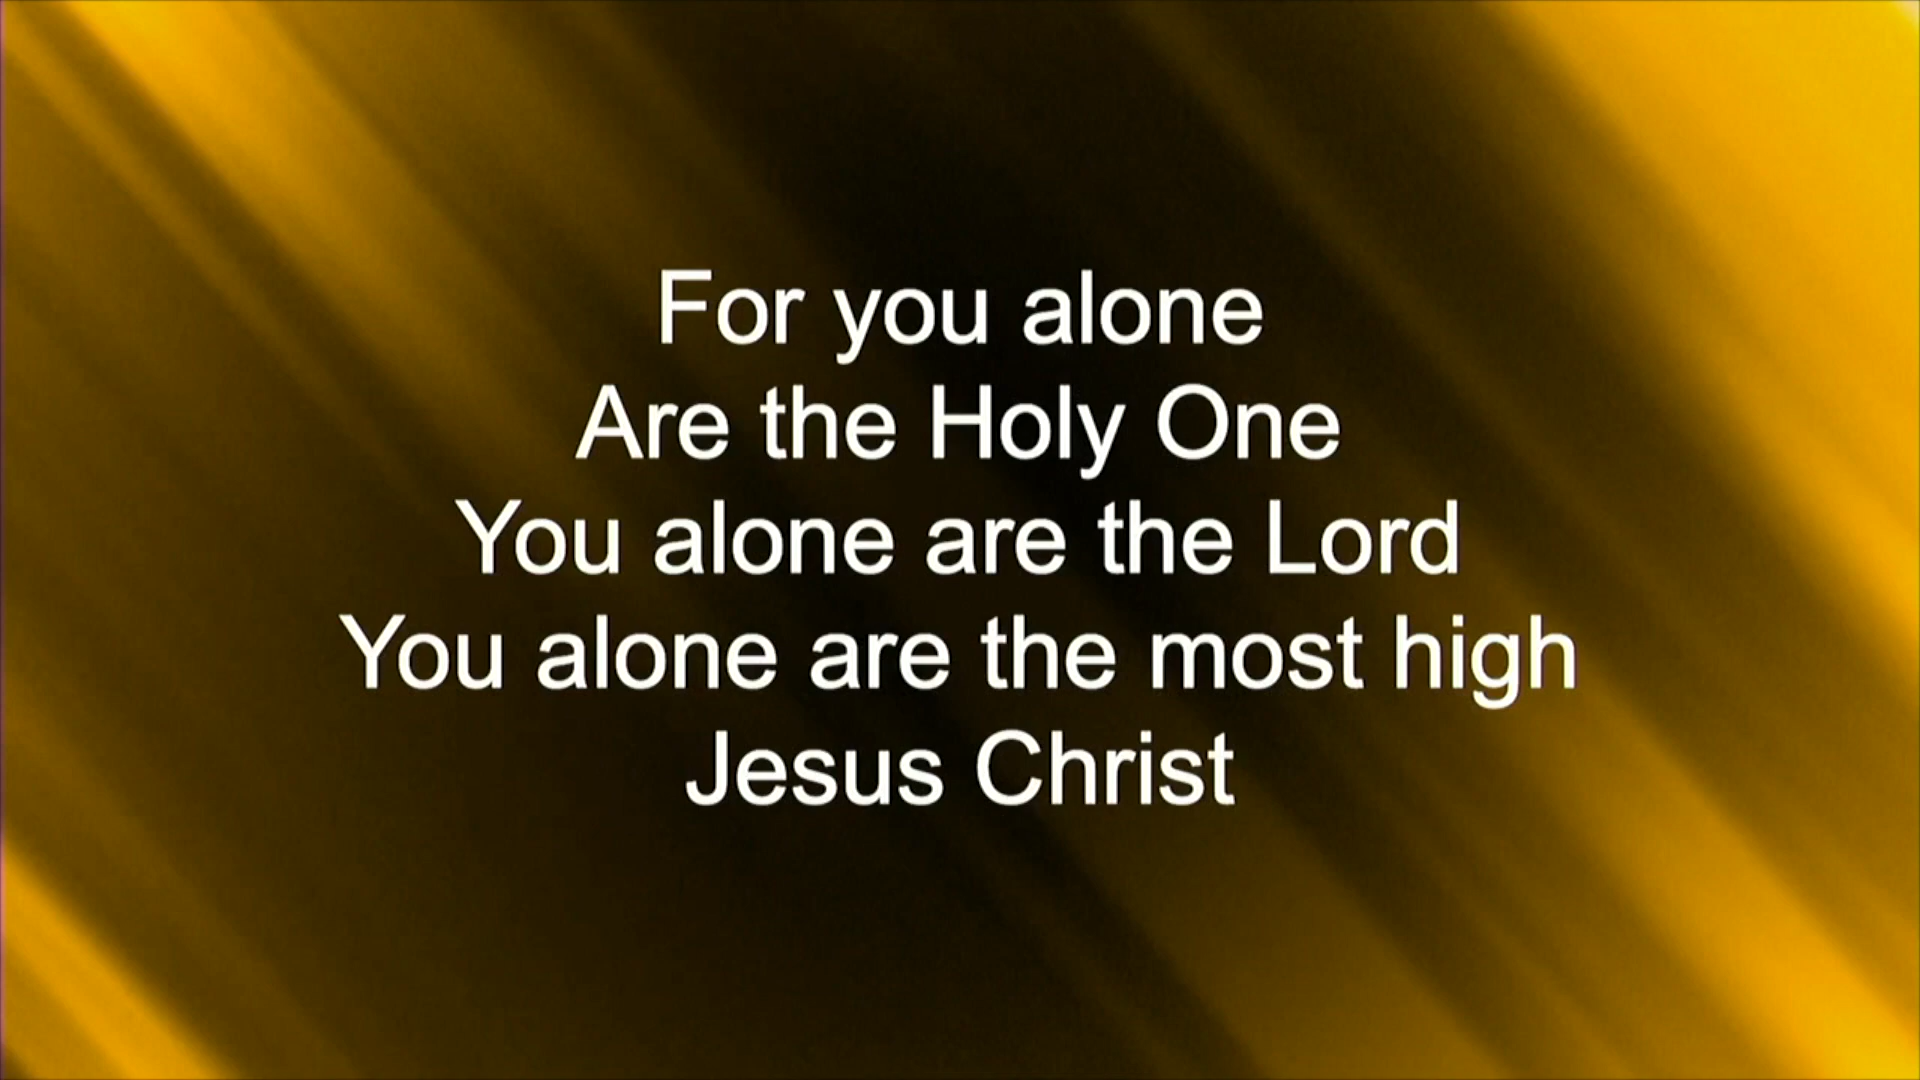 For you alone
Are the Holy One
You alone are the Lord
You alone are the most high
Jesus Christ